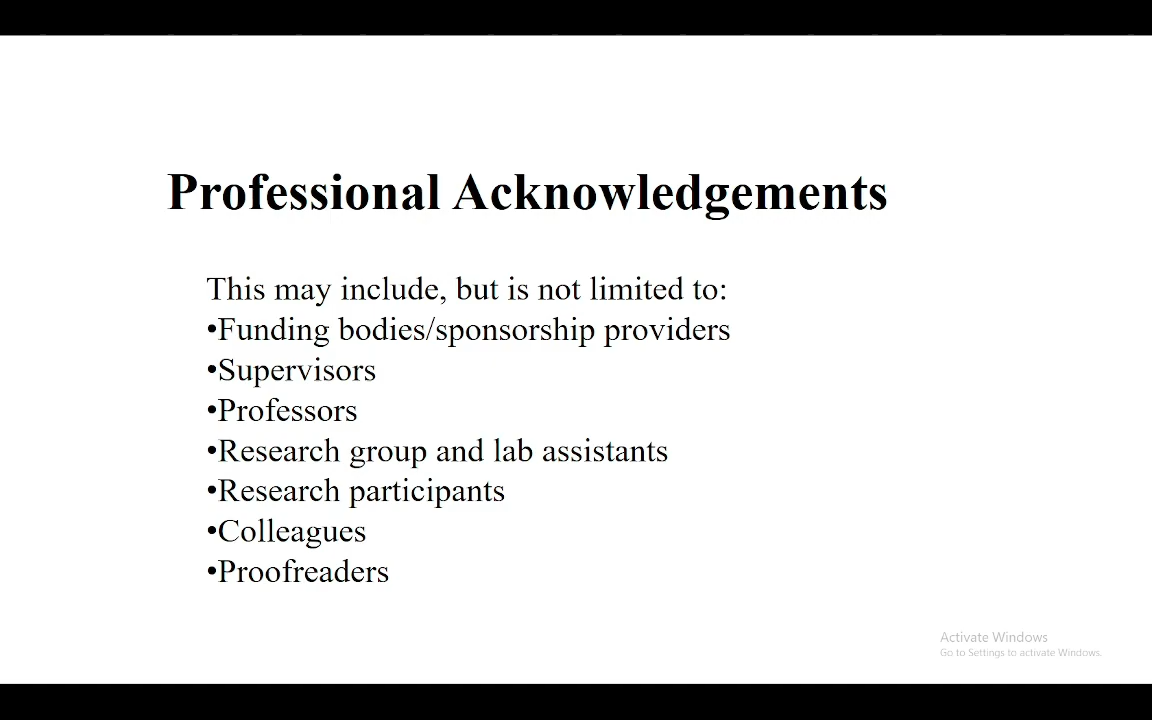 Professional Acknowledgements
This may include, but is not limited to:
•Funding bodies/sponsorship providers
•Supervisors
•Professors
•Research group and lab assistants
•Research participants
•Colleagues
•Proofreaders
Activate Windows
Go to Settings to activate Windows.